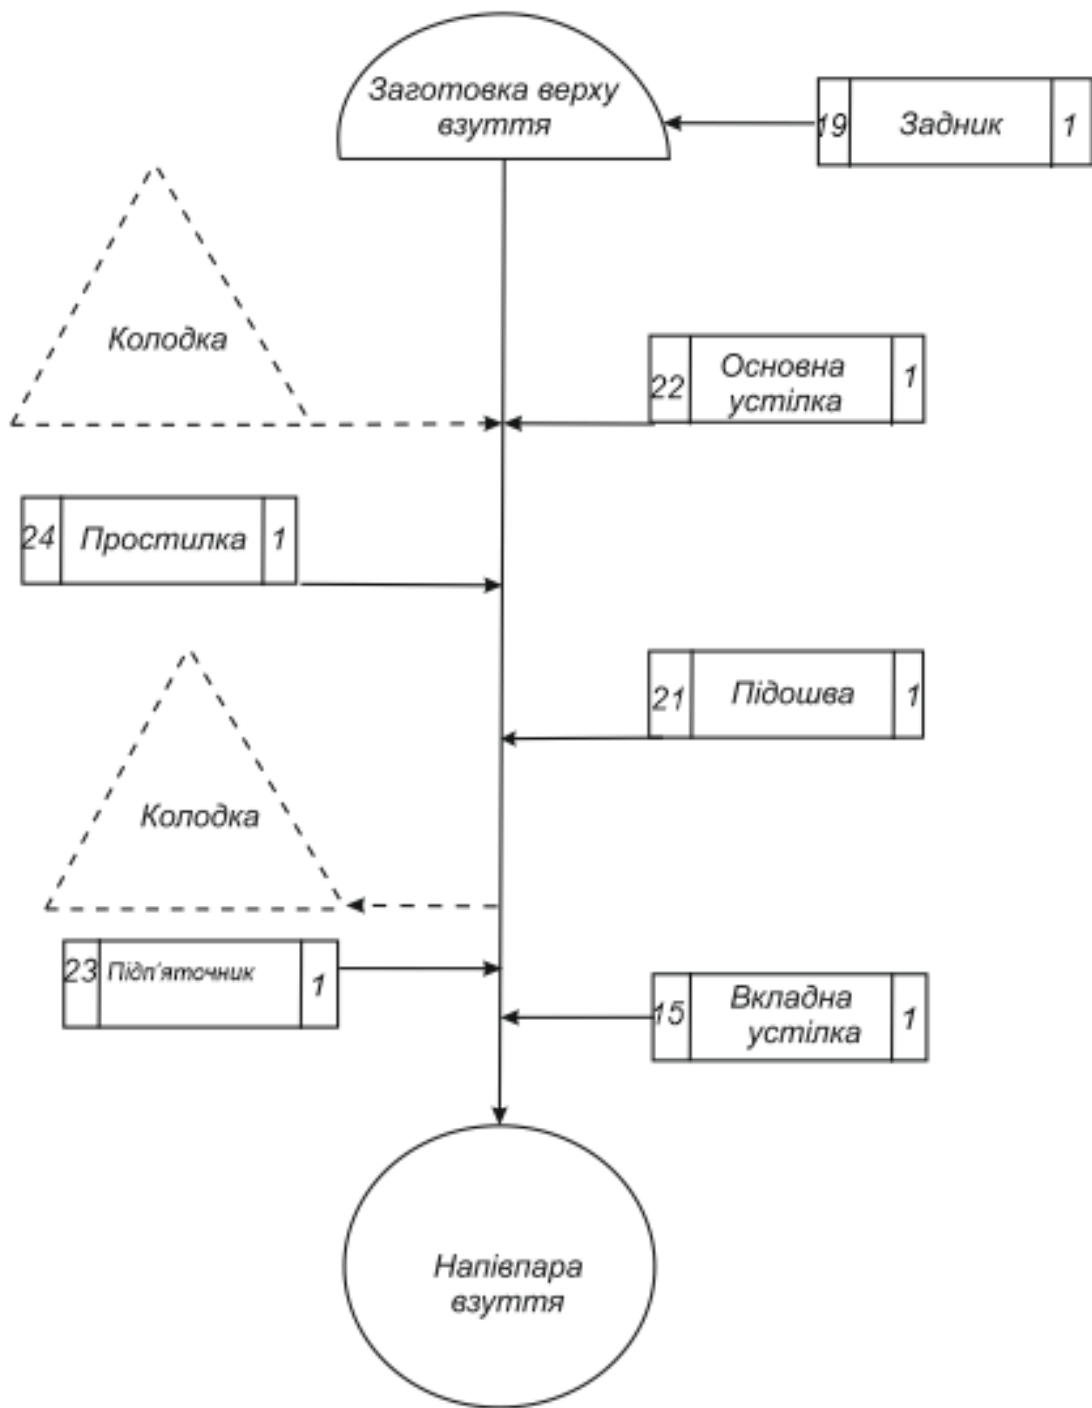 Заготовка верху
взуття
19 Задник 1
Колодка
22 Основна 1
устілка
24 Простилка 1
21 Підошва 1
Колодка
23 Підп'яточник 1
15 Вкладна 1
устілка
Напівпара
взуття